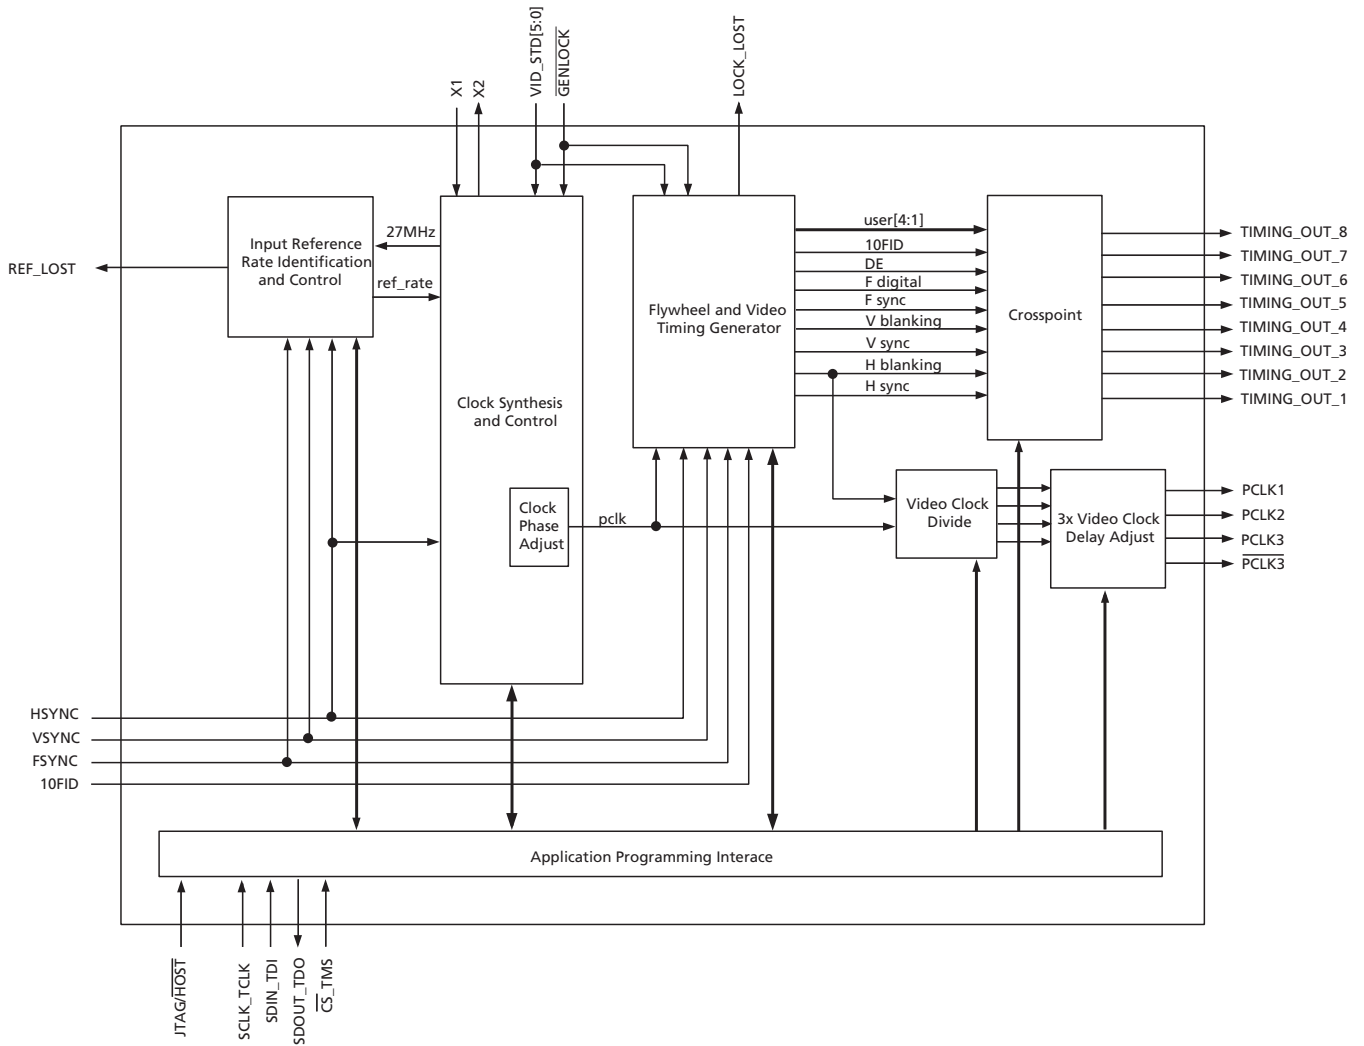 X1
X2
VID_STD[5:0]
GENLOCK
LOCK_LOST
REF_LOST
Input Reference
Rate Identification
and Control
27MHz
ref_rate
Clock Synthesis
and Control
Clock
Phase
Adjust
pclk
Flywheel and Video
Timing Generator
user[4:1]
10FID
DE
F digital
F sync
V blanking
V sync
H blanking
H sync
Crosspoint
TIMING_OUT_8
TIMING_OUT_7
TIMING_OUT_6
TIMING_OUT_5
TIMING_OUT_4
TIMING_OUT_3
TIMING_OUT_2
TIMING_OUT_1
Video Clock
Divide
3x Video Clock
Delay Adjust
PCLK1
PCLK2
PCLK3
PCLK3
HSYNC
VSYNC
FSYNC
10FID
Application Programming Interace
JTAG/HOST
SCLK_TCLK
SDIN_TDI
SDOUT_TDO
CS_TMS